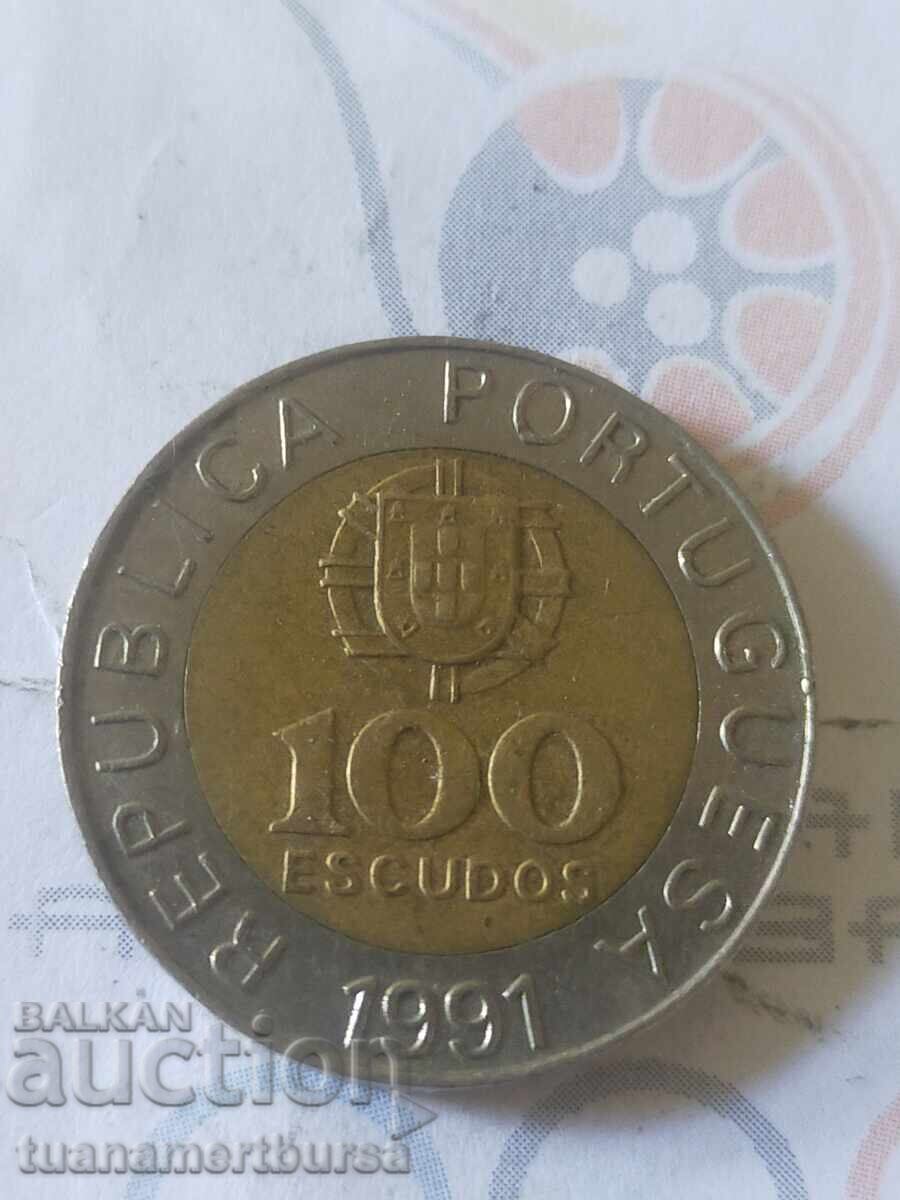 REPUBLICA PORTUGUESA
100
ESCUDOS
1991
BALKAN
auction
tuanamertbursa